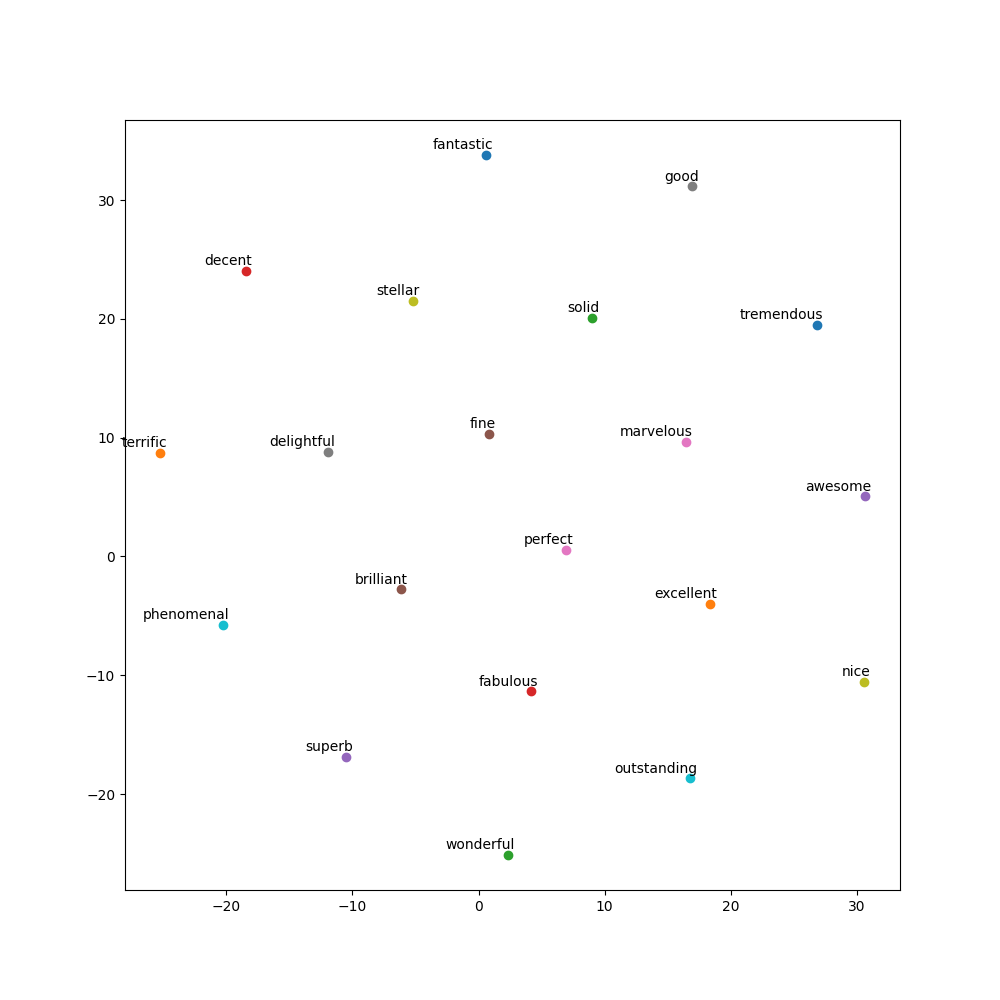 fantastic
good
30
decent
stellar
solid
tremendous
20
fine
marvelous
10
terrific
delightful
awesome
perfect
0
brilliant
excellent
phenomenal
nice
−10
fabulous
superb
outstanding
−20
wonderful
−20 −10 0 10 20 30